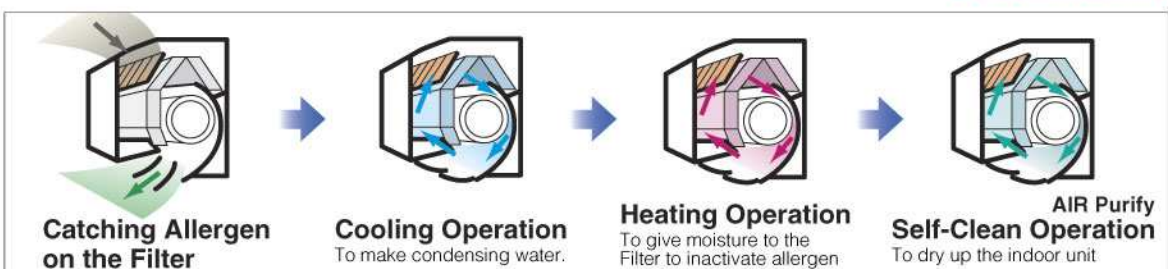 Catching Allergen
on the Filter
Cooling Operation
To make condensing water.
Heating Operation
To give moisture to the
Filter to inactivate allergen
AIR Purify
Self-Clean Operation
To dry up the indoor unit